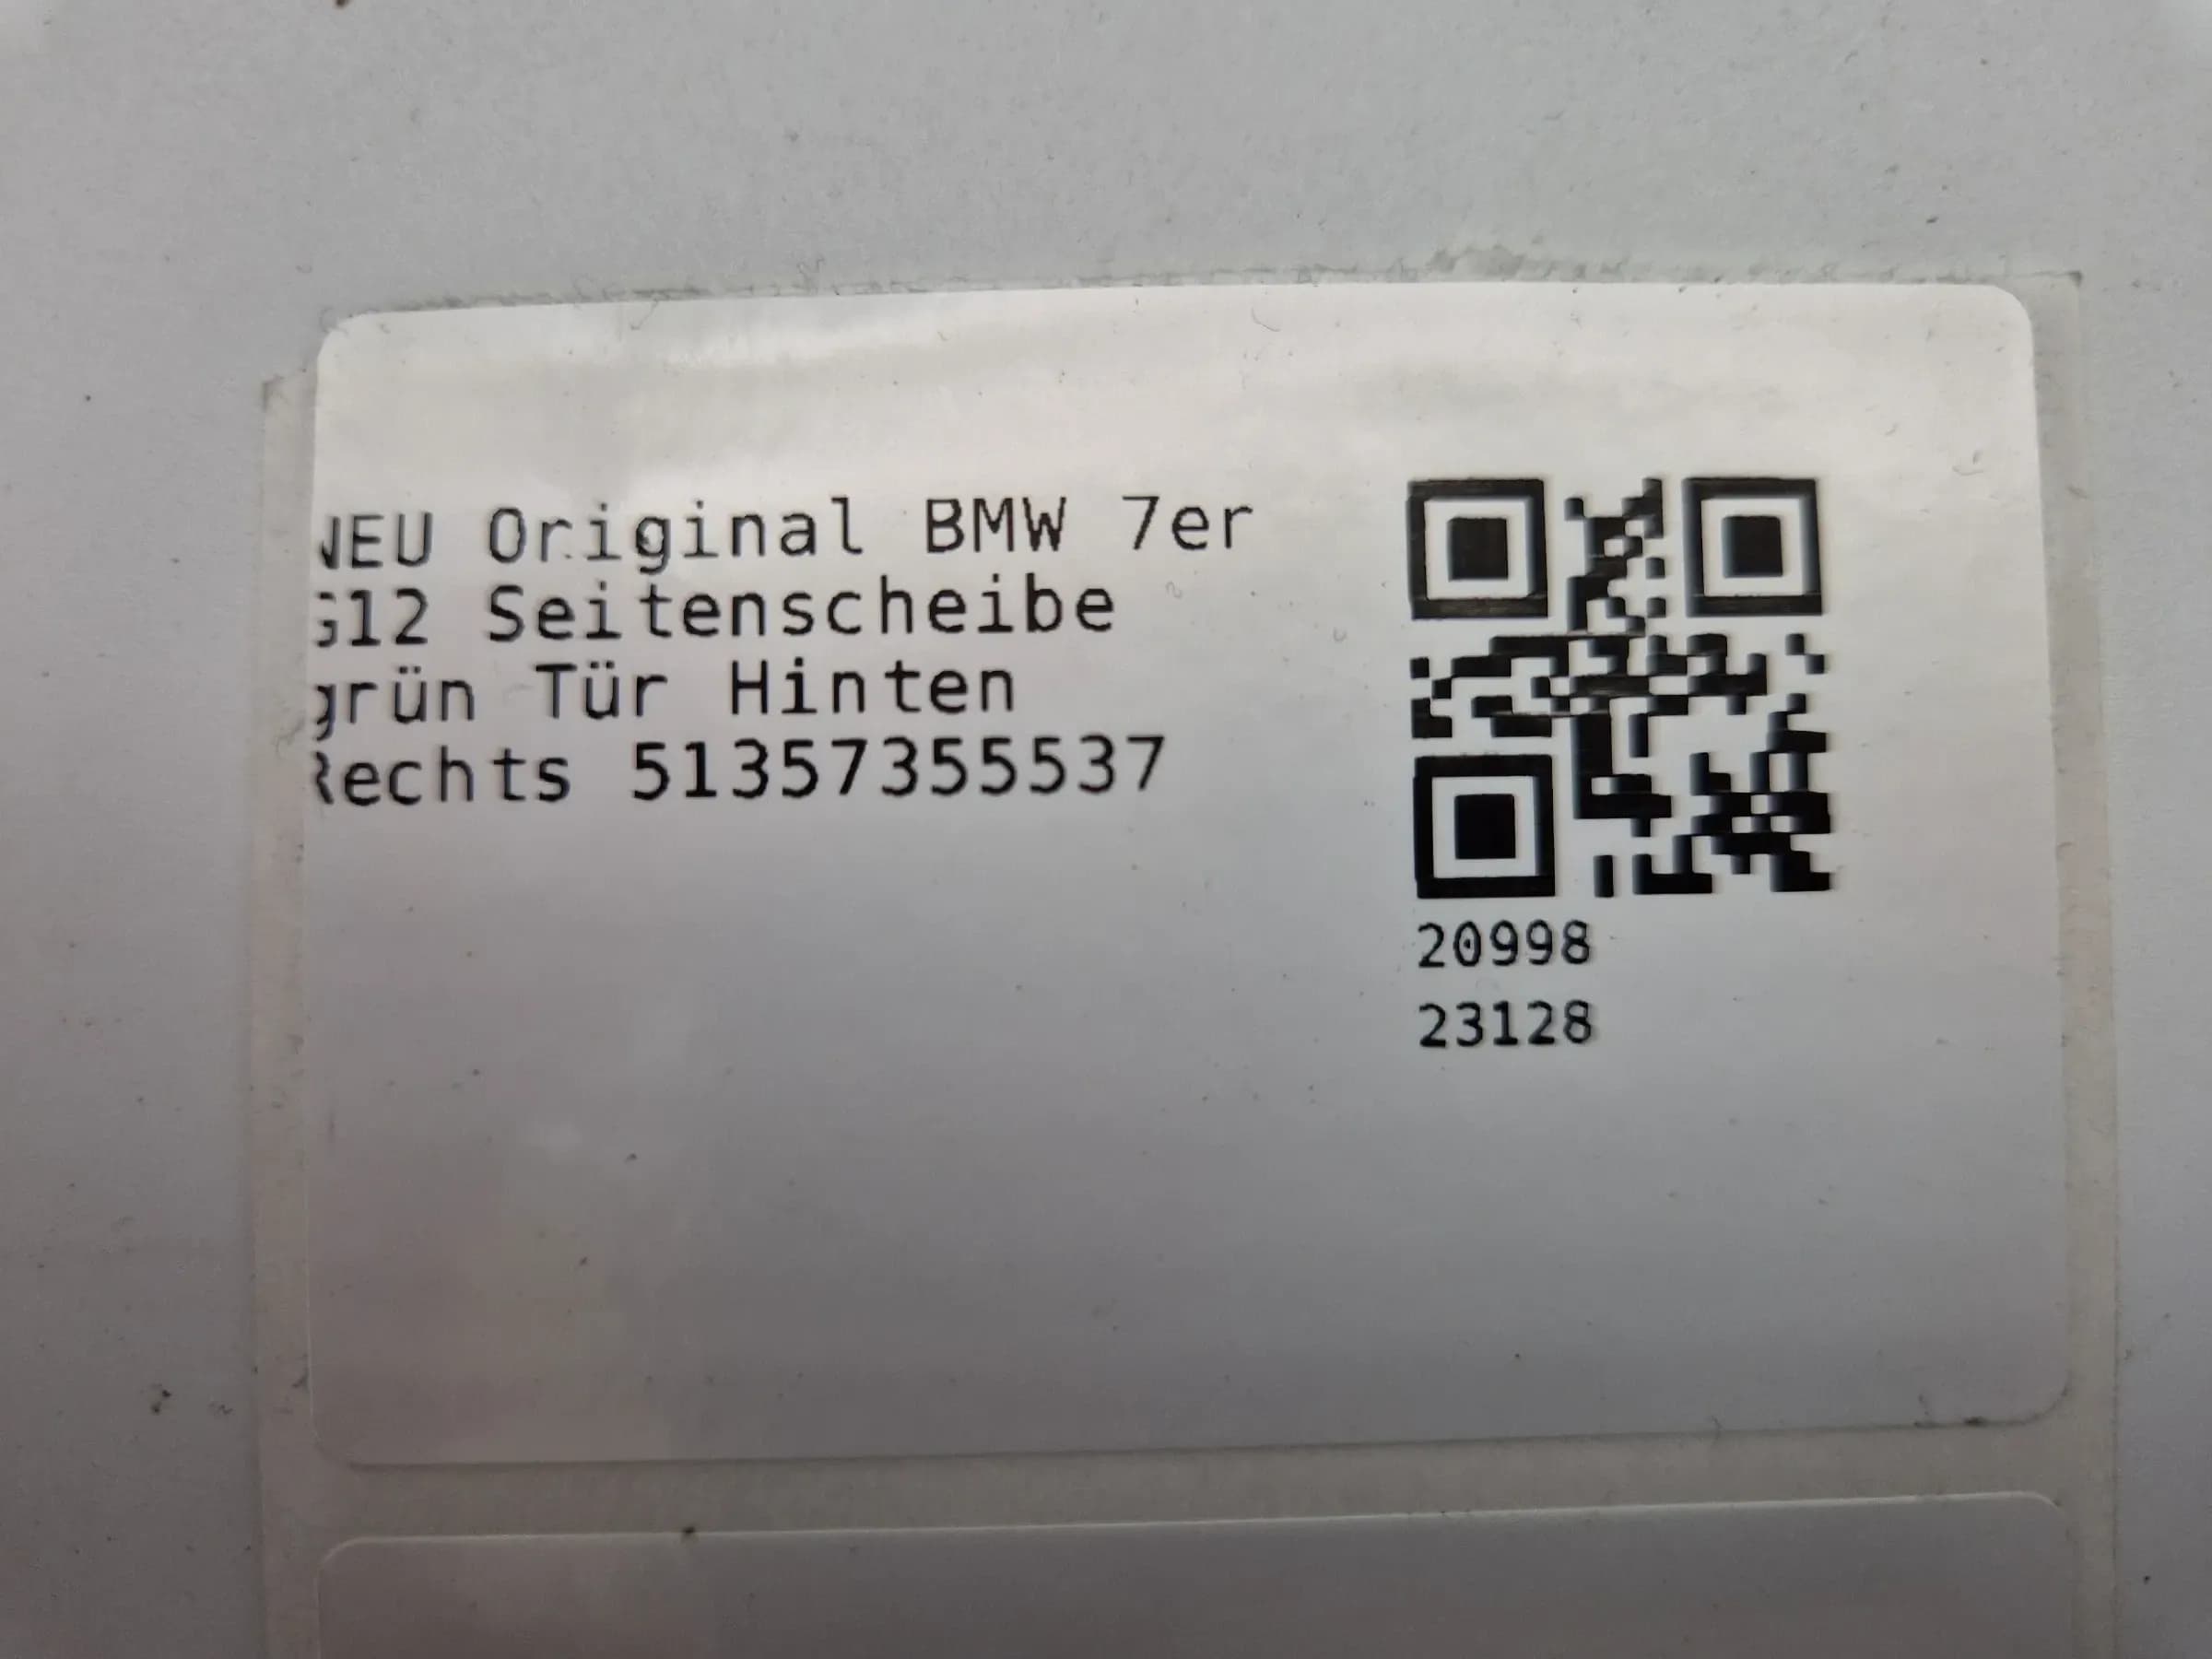 NEU Original BMW 7er
G12 Seitenscheibe
grün Tür Hinten
Rechts 51357355537
20998
23128